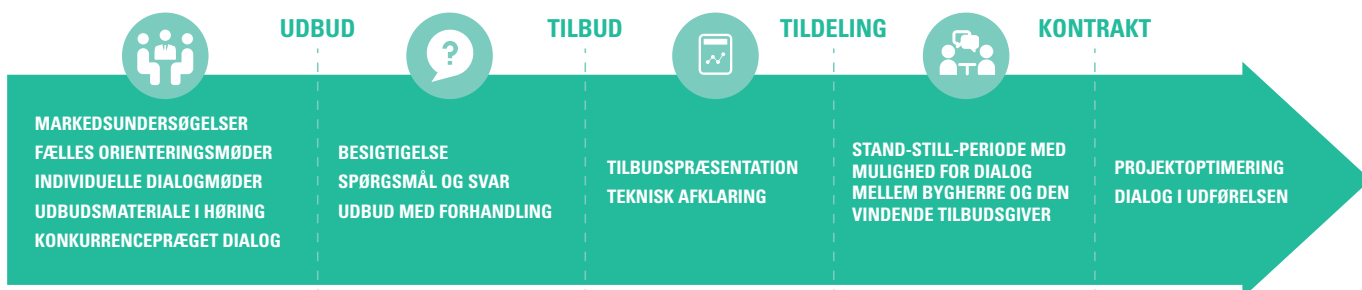 UDBUD
TILBUD
TILDELING
KONTRAKT
?
MARKEDSUNDERSØGELSER
FÆLLES ORIENTERINGSMØDER
INDIVIDUELLE DIALOGMØDER
UDBUDSMATERIALE I HØRING
KONKURRENCEPRÆGET DIALOG
BESIGTIGELSE
SPØRGSMÅL OG SVAR
UDBUD MED FORHANDLING
TILBUDSPRÆSENTATION
TEKNISK AFKLARING
STAND-STILL-PERIODE MED
MULIGHED FOR DIALOG
MELLEM BYGHERRE OG DEN
VINDENDE TILBUDSGIVER
PROJEKTOPTIMERING
DIALOG I UDFØRELSEN